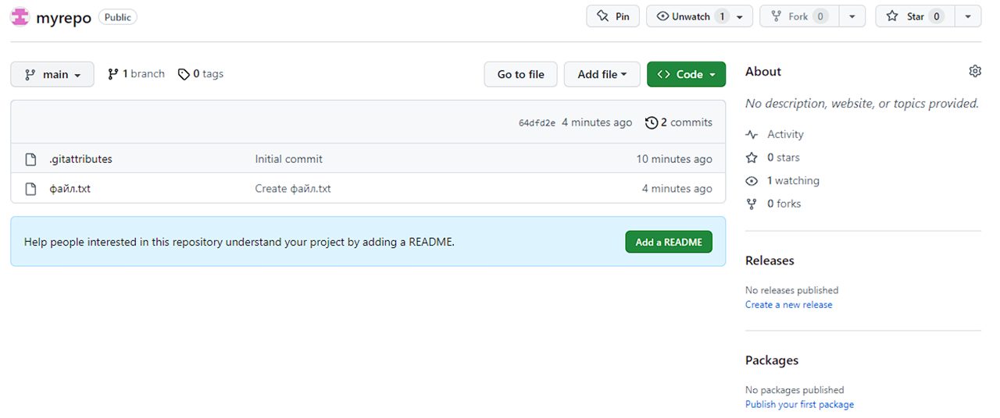 myrepo Public Pin Unwatch 1 Fork 0 Star 0
main 1 branch 0 tags Go to file Add file <> Code
64dfd2e 4 minutes ago 2 commits
.gitattributes Initial commit 10 minutes ago
файл.txt Create файл.txt 4 minutes ago
Help people interested in this repository understand your project by adding a README. Add a README
About
No description, website, or topics provided.
Activity
0 stars
1 watching
0 forks
Releases
No releases published
Create a new release
Packages
No packages published
Publish your first package